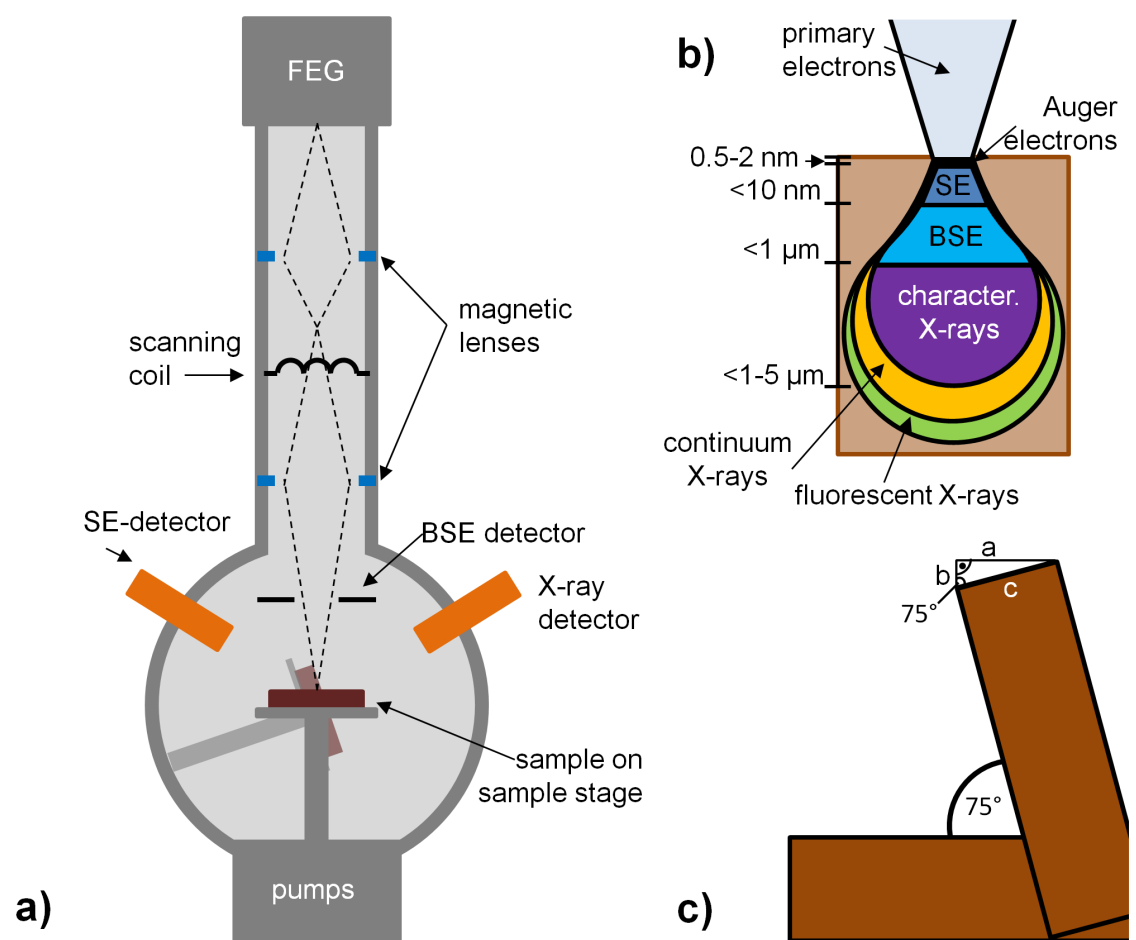 FEG
scanning
coil
magnetic
lenses
SE-detector
BSE detector
X-ray
detector
sample on
sample stage
pumps
a)
b)
primary
electrons
Auger
electrons
0.5-2 nm
<10 nm
<1 µm
<1-5 µm
SE
BSE
character.
X-rays
continuum
X-rays
fluorescent X-rays
a
b
c
75°
75°
c)